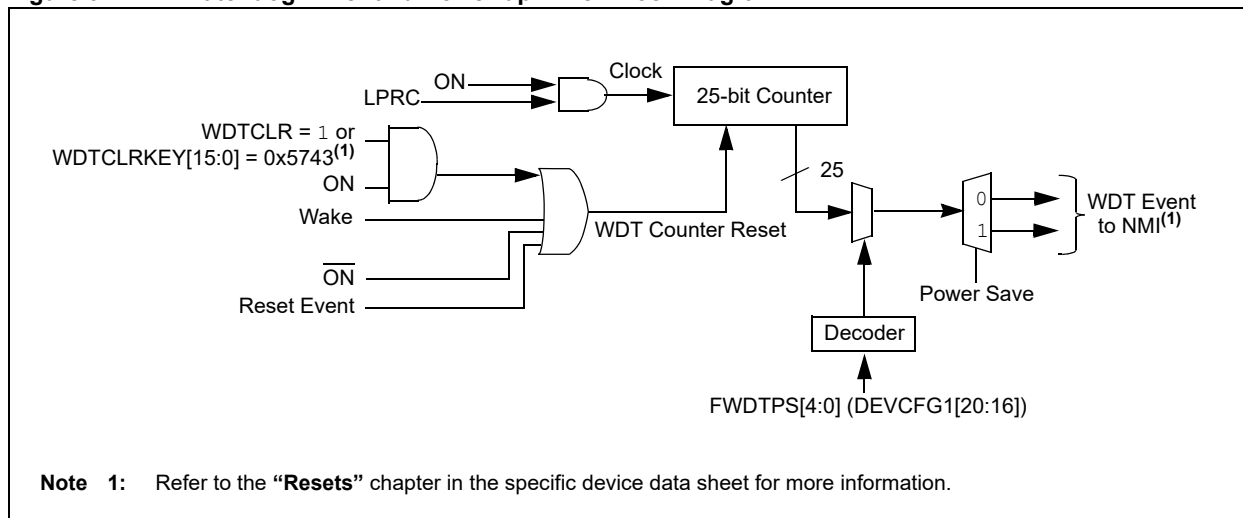 ON
LPRC
Clock
25-bit Counter
WDTCLR = 1 or
WDTCLRKEY[15:0] = 0x5743(1)
ON
Wake
ON
Reset Event
WDT Counter Reset
25
0
1
WDT Event
to NMI(1)
Power Save
Decoder
FWDTPS[4:0] (DEVCFG1[20:16])
Note 1: Refer to the “Resets” chapter in the specific device data sheet for more information.